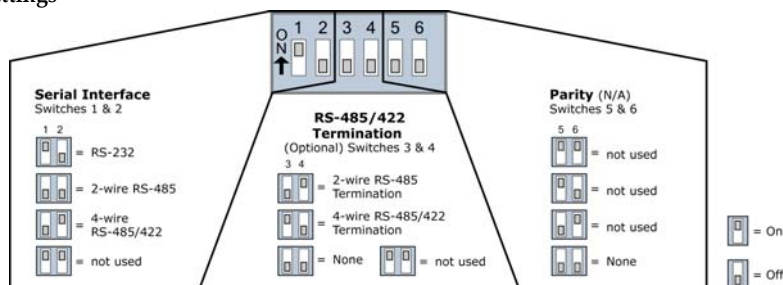 O
N
1 2 3 4 5 6
Serial Interface
Switches 1 & 2
1 2
= RS-232
= 2-wire RS-485
= 4-wire
RS-485/422
= not used
RS-485/422
Termination
(Optional) Switches 3 & 4
3 4
= 2-wire RS-485
Termination
= 4-wire RS-485/422
Termination
= None
= not used
Parity (N/A)
Switches 5 & 6
5 6
= not used
= not used
= not used
= None
= On
= Off